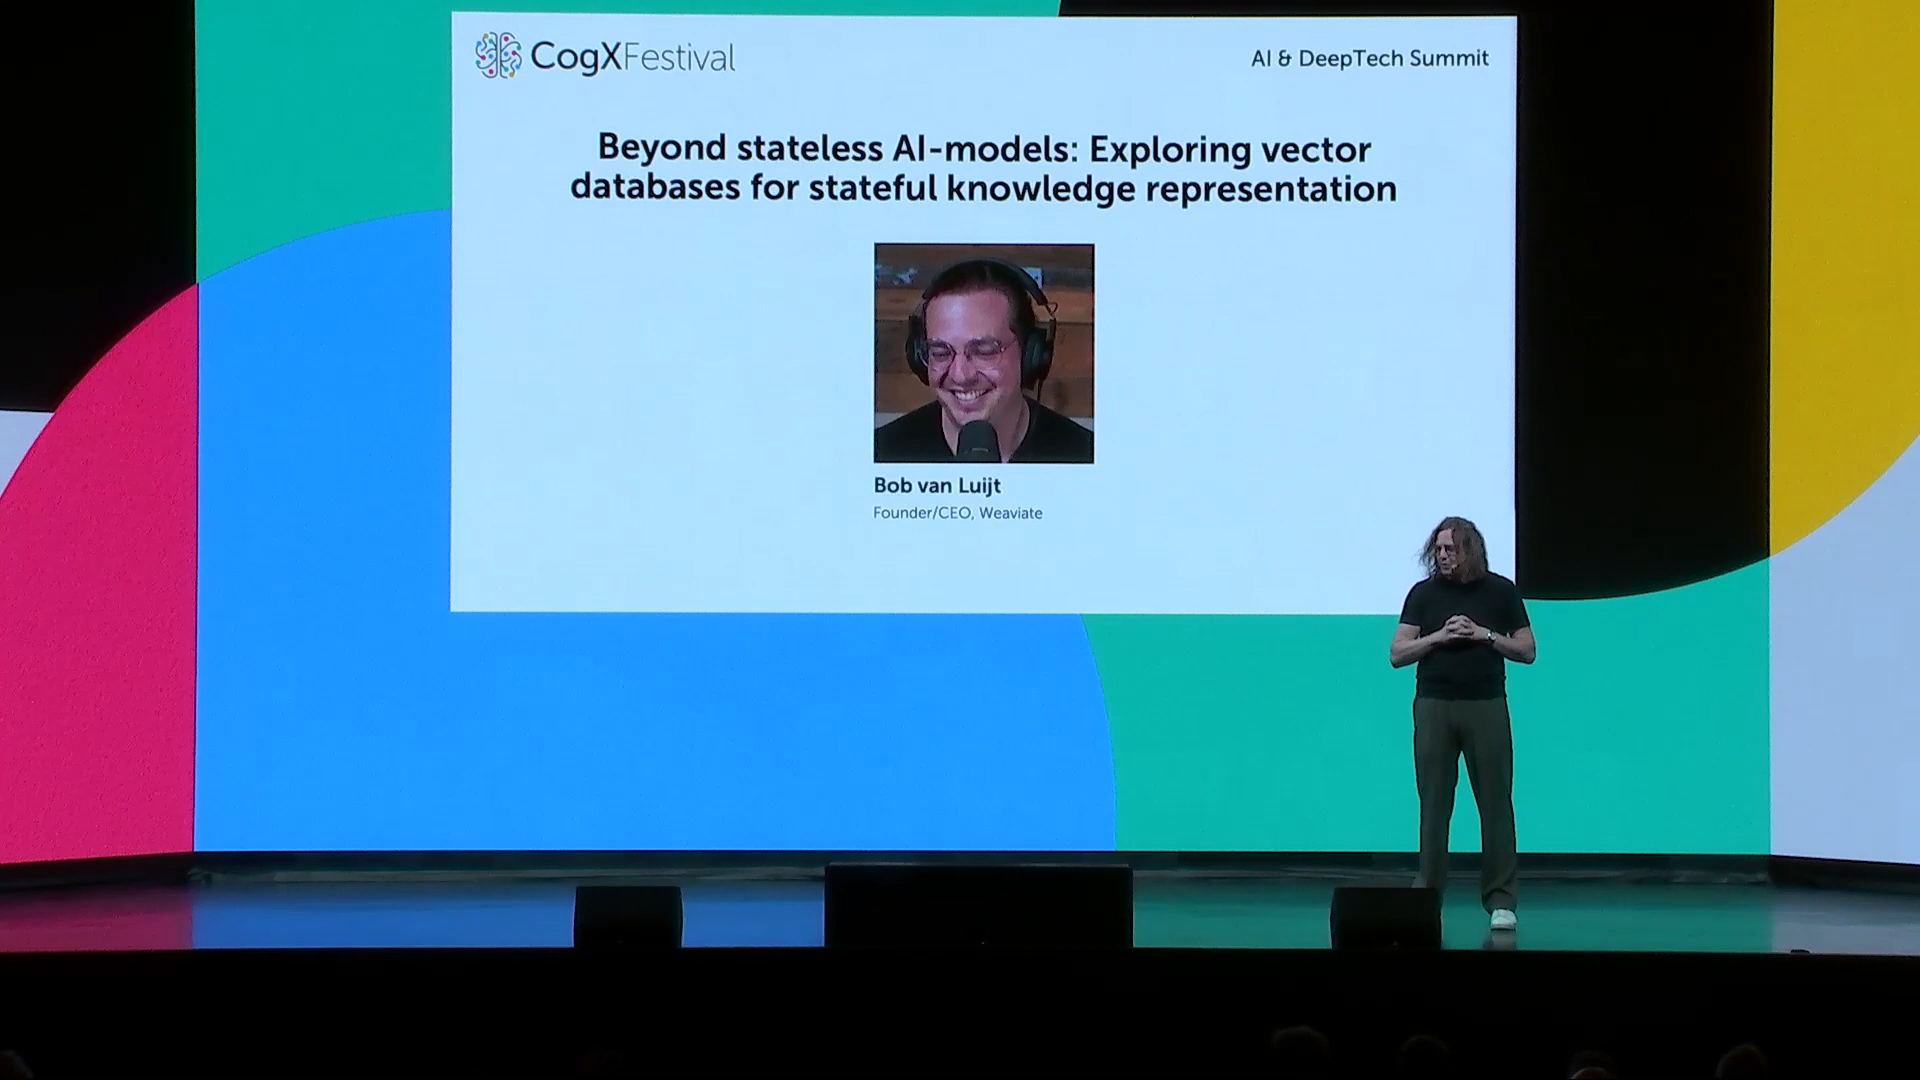 CogXFestival
AI & DeepTech Summit
Beyond stateless AI-models: Exploring vector
databases for stateful knowledge representation
Bob van Luijt
Founder/CEO, Weaviate